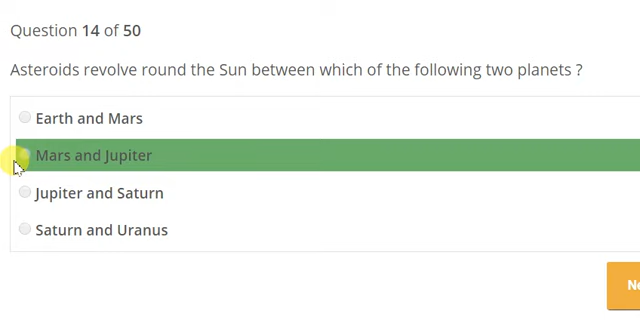 Question 14 of 50
Asteroids revolve round the Sun between which of the following two planets ?
Earth and Mars
Mars and Jupiter
Jupiter and Saturn
Saturn and Uranus